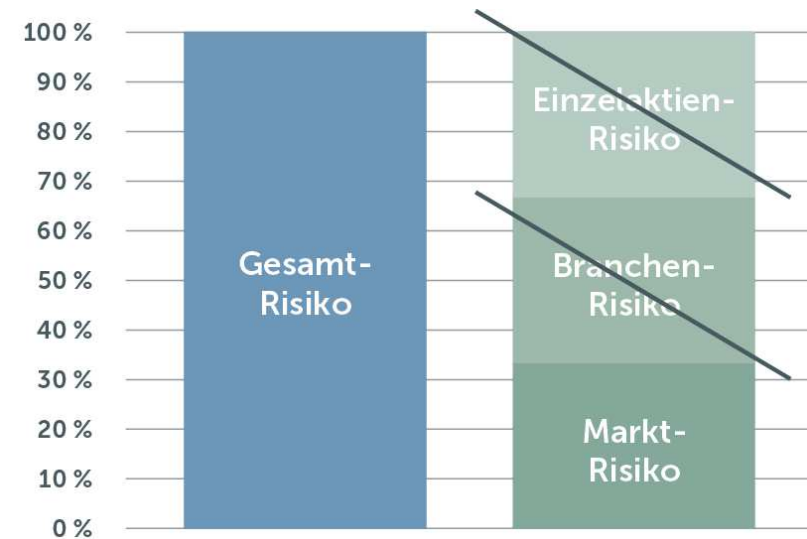 100 %
90 %
80 %
70 %
60 %
50 %
40 %
30 %
20 %
10 %
0 %
Gesamt-
Risiko
Einzelaktien-
Risiko
Branchen-
Risiko
Markt-
Risiko